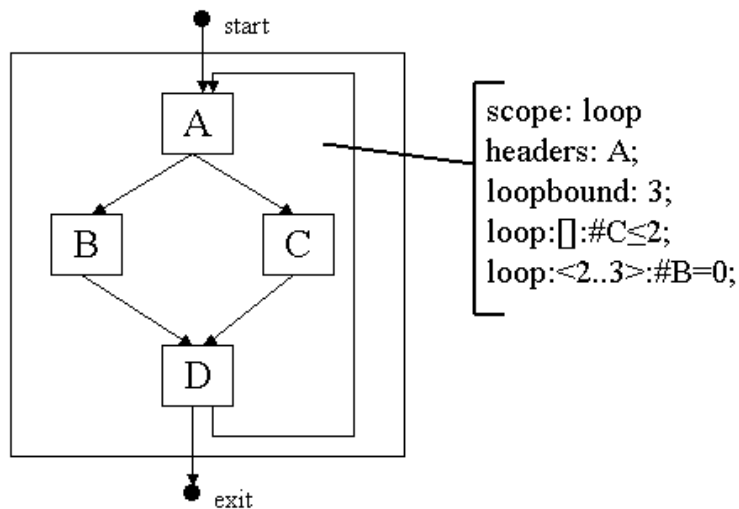 start
A
B
C
D
exit
scope: loop
headers: A;
loopbound: 3;
loop:[]:#C≤2;
loop:<2..3>:#B=0;